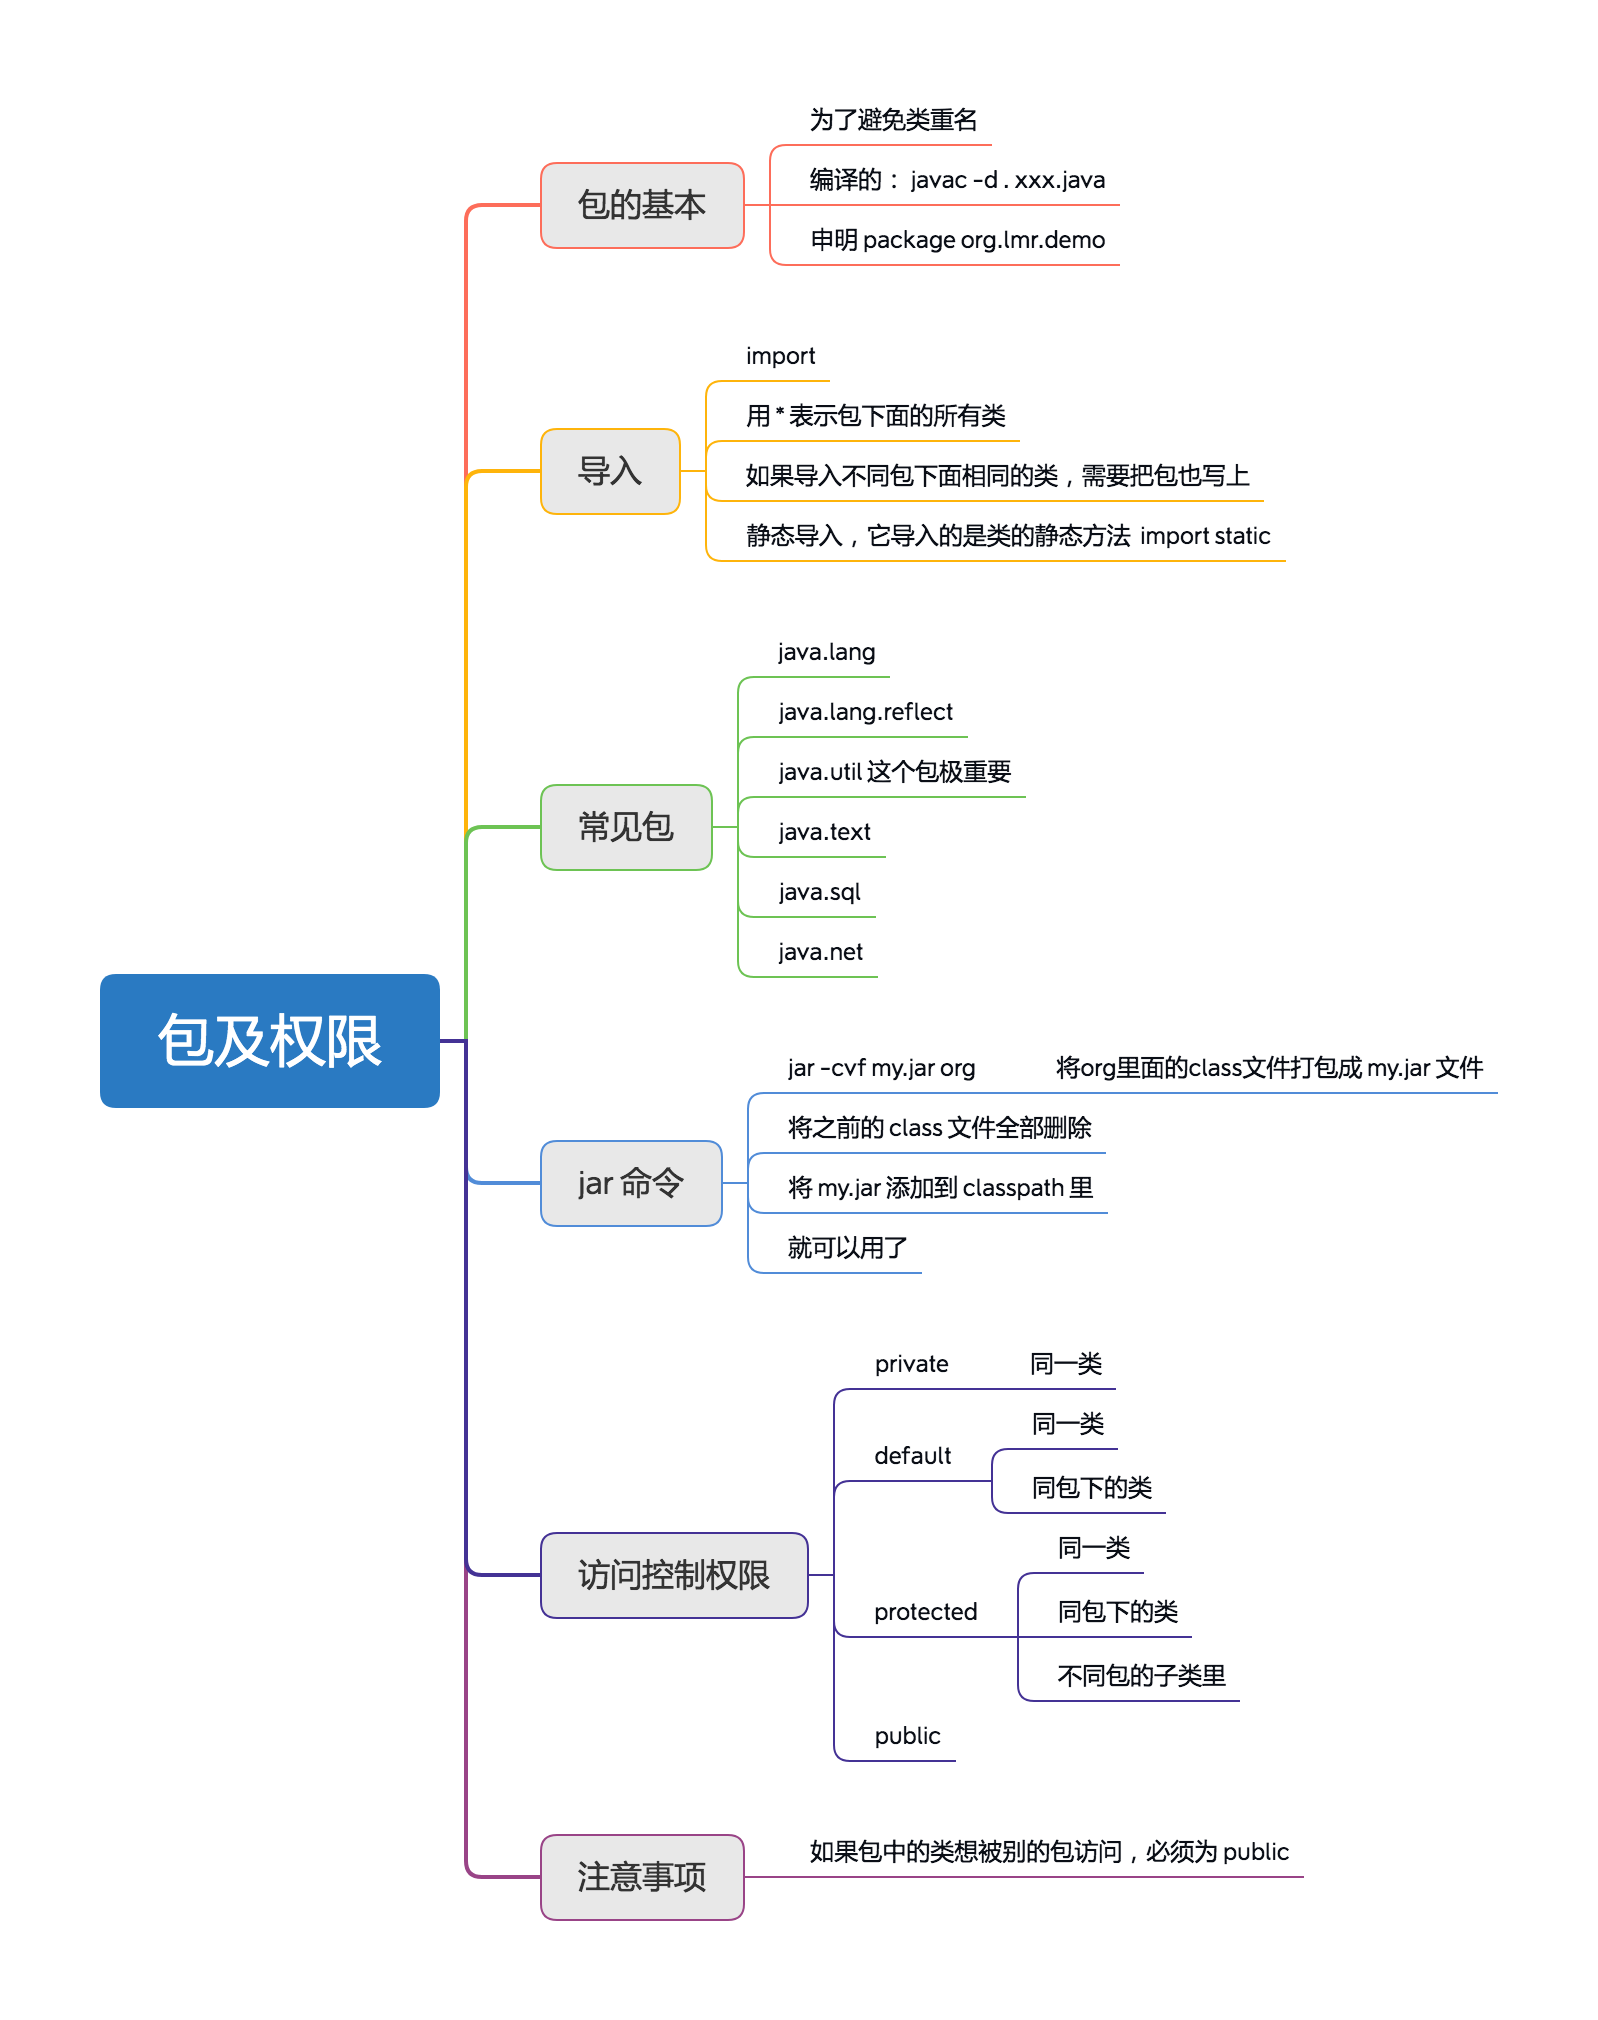 为了避免类重名
编译的： javac -d . xxx.java
包的基本
申明 package org.lmr.demo
import
用 * 表示包下面的所有类
导入
如果导入不同包下面相同的类，需要把包也写上
静态导入，它导入的是类的静态方法 import static
java.lang
java.lang.reflect
java.util 这个包极重要
常见包
java.text
java.sql
java.net
包及权限
jar -cvf my.jar org 将org里面的class文件打包成 my.jar 文件
将之前的 class 文件全部删除
jar 命令
将 my.jar 添加到 classpath 里
就可以用了
private 同一类
default
同一类
同包下的类
访问控制权限
protected
同一类
同包下的类
不同包的子类里
public
注意事项
如果包中的类想被别的包访问，必须为 public